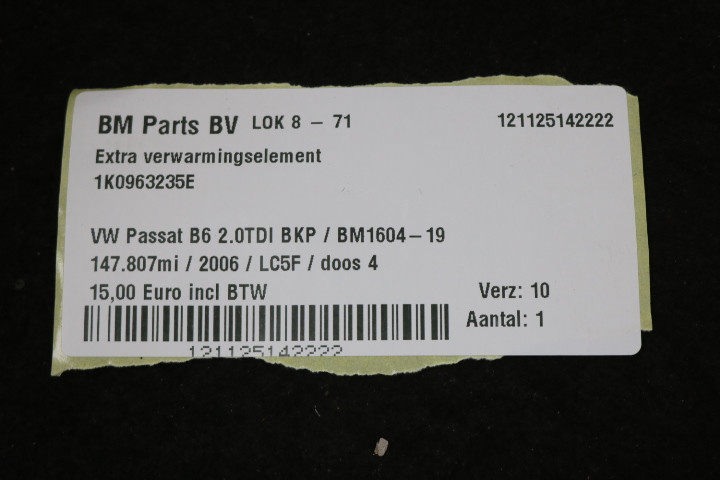 BM Parts BV LOK 8 – 71 121125142222
Extra verwarmingselement
1K0963235E
VW Passat B6 2.0TDI BKP / BM1604–19
147.807mi / 2006 / LC5F / doos 4
15,00 Euro incl BTW Verz: 10
Aantal: 1
121125142222